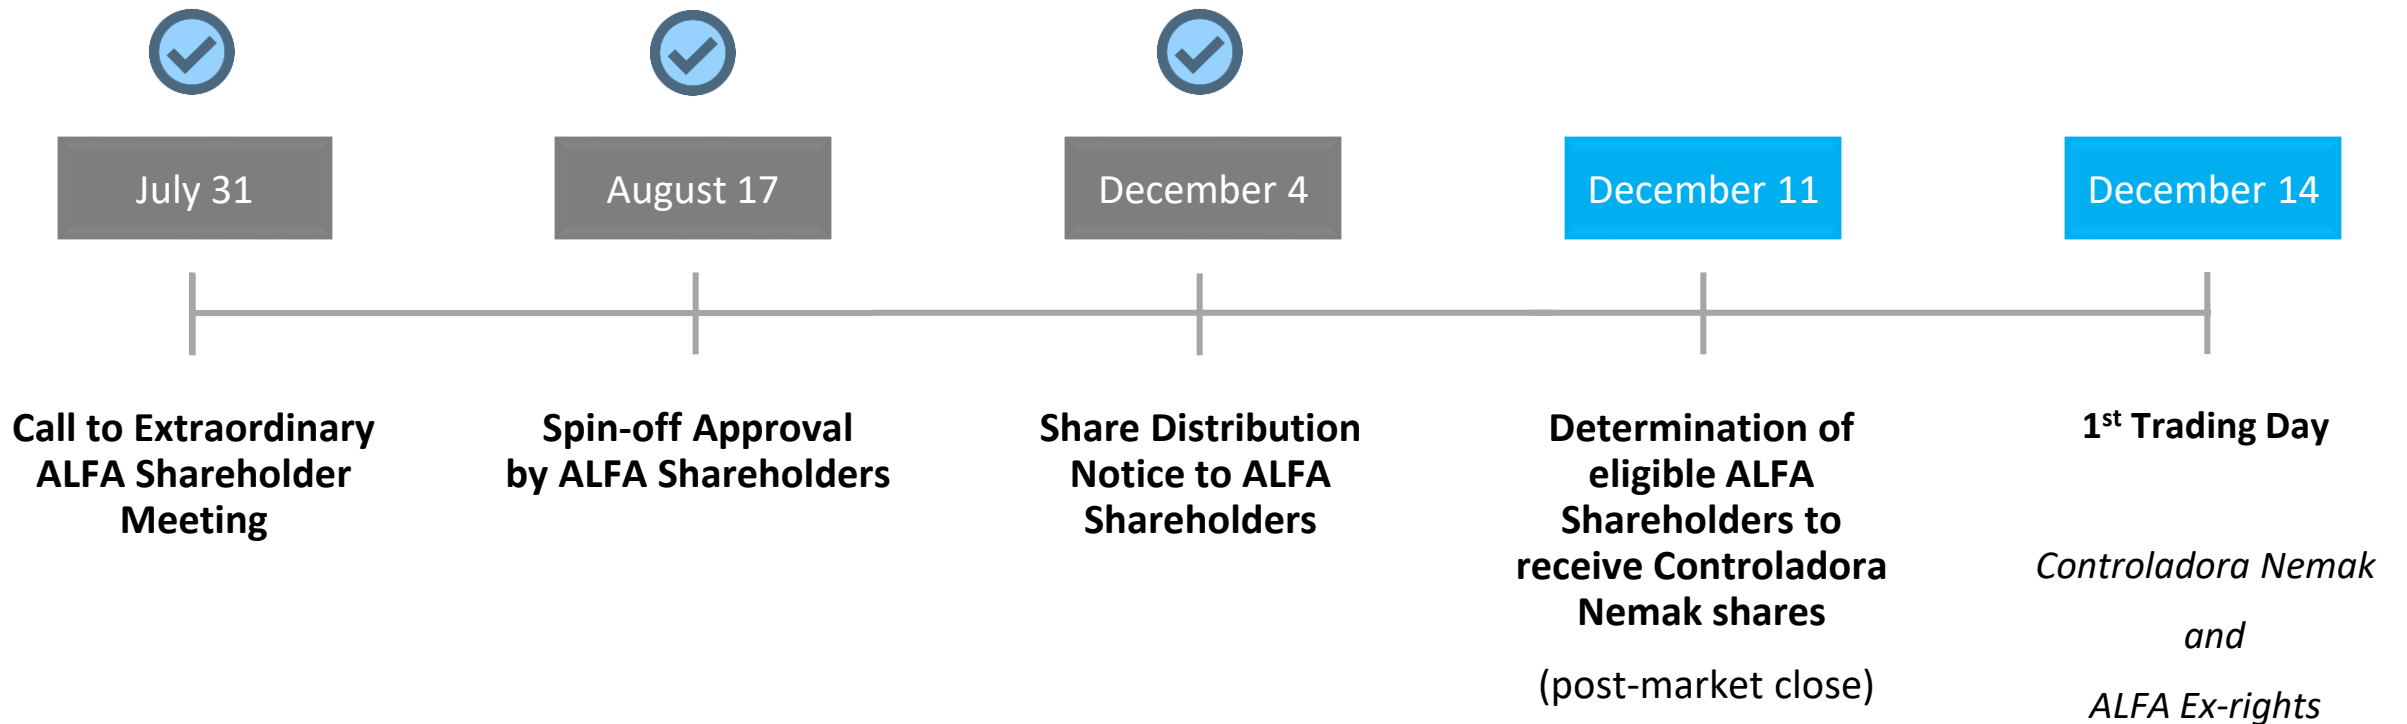 July 31
August 17
December 4
December 11
December 14
Call to Extraordinary
ALFA Shareholder
Meeting
Spin-off Approval
by ALFA Shareholders
Share Distribution
Notice to ALFA
Shareholders
Determination of
eligible ALFA
Shareholders to
receive Controladora
Nemak shares
(post-market close)
1st Trading Day
Controladora Nemak
and
ALFA Ex-rights